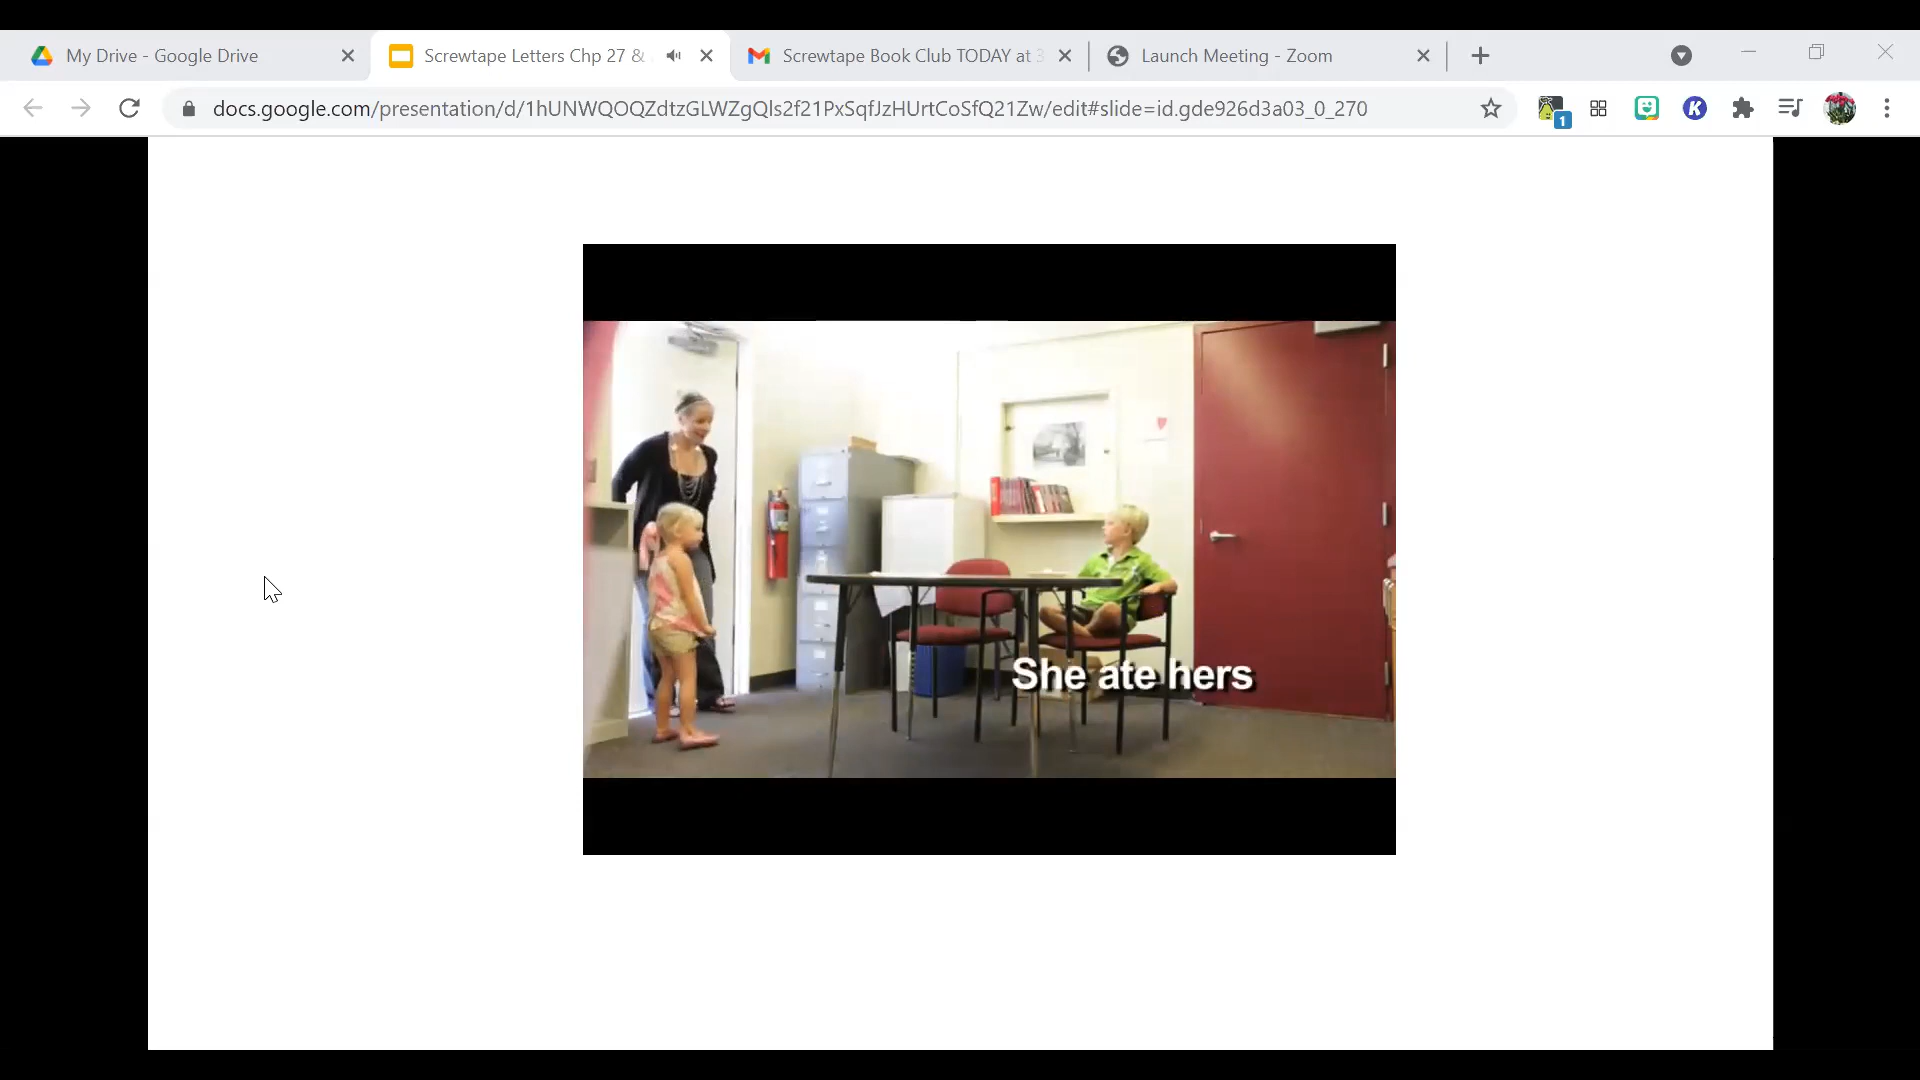 My Drive - Google Drive
Screwtape Letters Chp 27 &
Screwtape Book Club TODAY at 3
Launch Meeting - Zoom
docs.google.com/presentation/d/1hUNWQOQZdtzGLWZgQls2f21PxSqfJzHUrtCoSfQ21Zw/edit#slide=id.gde926d3a03_0_270
1
K
She ate hers